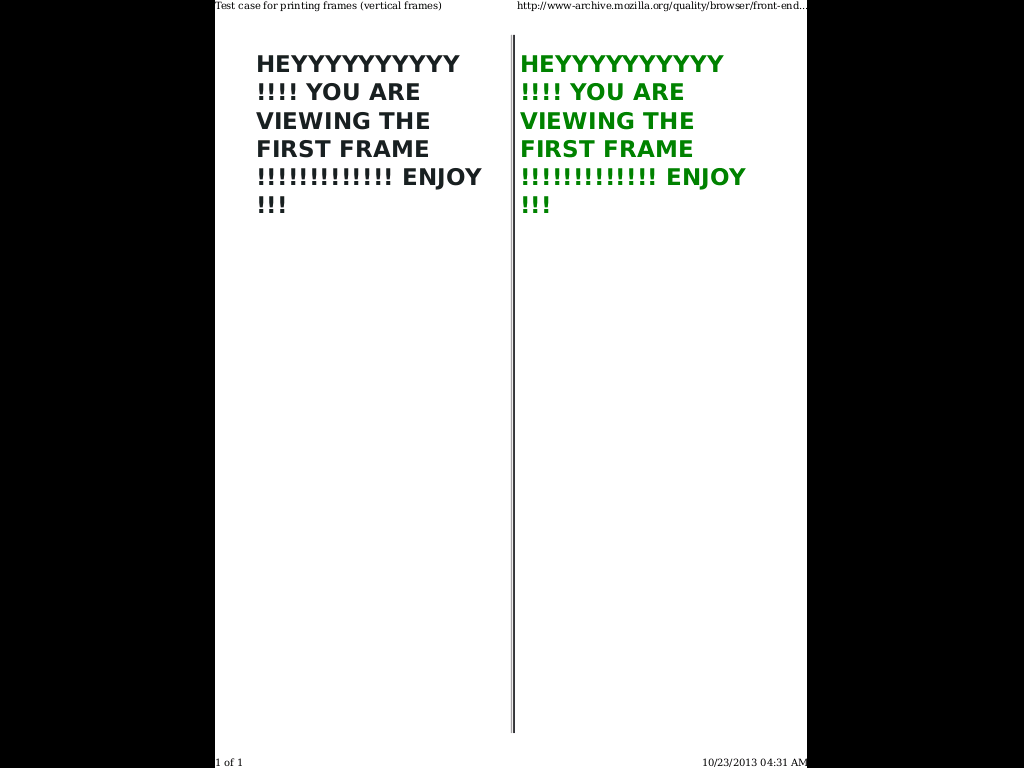 Test case for printing frames (vertical frames) http://www-archive.mozilla.org/quality/browser/front-end...
HEYYYYYYYYYY
!!!! YOU ARE
VIEWING THE
FIRST FRAME
!!!!!!!!!!!!! ENJOY
!!!
HEYYYYYYYYYY
!!!! YOU ARE
VIEWING THE
FIRST FRAME
!!!!!!!!!!!!! ENJOY
!!!
1 of 1 10/23/2013 04:31 AM